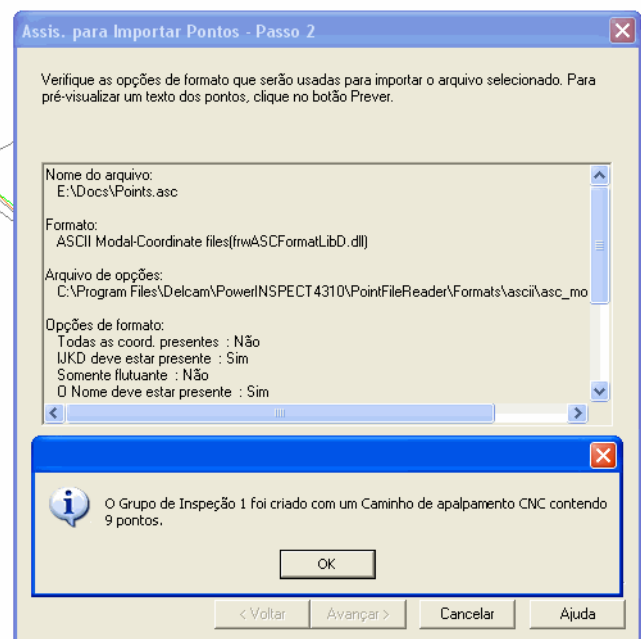 Assis. para Importar Pontos - Passo 2
Verifique as opções de formato que serão usadas para importar o arquivo selecionado. Para
pré-visualizar um texto dos pontos, clique no botão Prever.
Nome do arquivo:
E:\Docs\Points.asc
Formato:
ASCII Modal-Coordinate files(frwASCFormatLibD.dll)
Arquivo de opções:
C:\Program Files\Delcam\PowerINSPECT4310\PointFileReader\Formats\ascii\asc_mo
Opções de formato:
Todas as coord. presentes : Não
IJKD deve estar presente : Sim
Somente flutuante : Não
O Nome deve estar presente : Sim
O Grupo de Inspeção 1 foi criado com um Caminho de apalpamento CNC contendo
9 pontos.
OK
< Voltar Avançar > Cancelar Ajuda